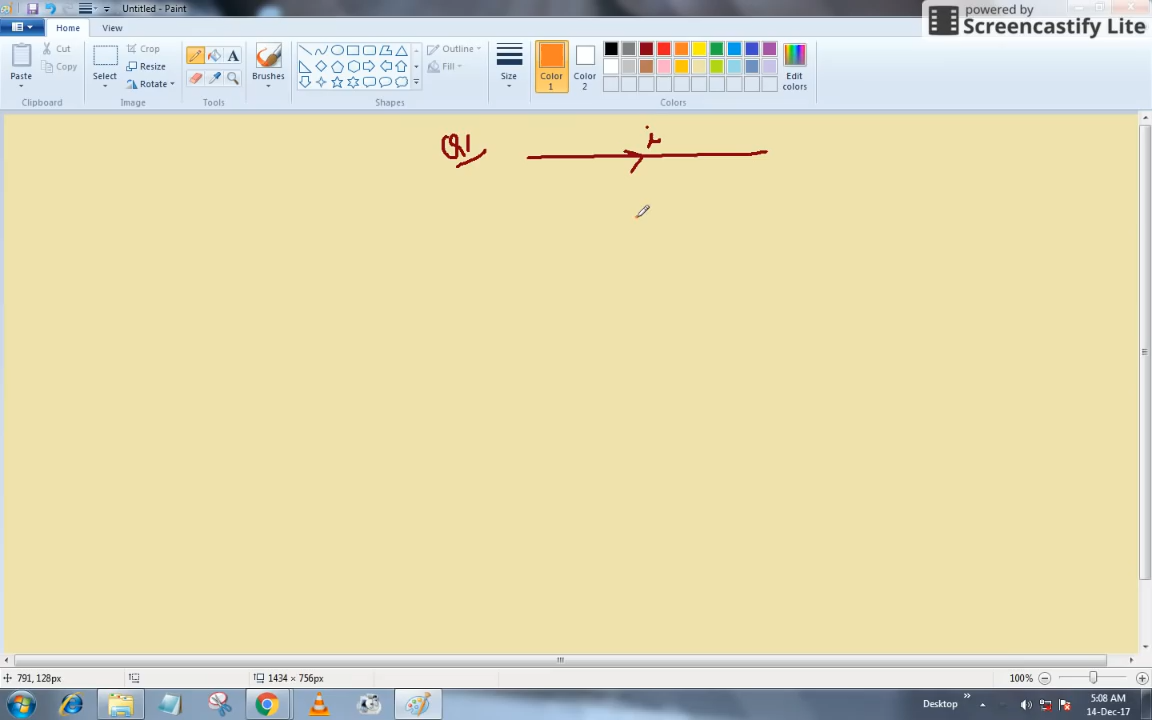 Untitled - Paint
powered by
Screencastify Lite
Home View
Paste
Cut
Copy
Clipboard
Select
Crop
Resize
Rotate
Image
A
Tools
Brushes
Outline
Fill
Shapes
Size
Color 1
Color 2
Edit colors
Colors
Q1
i
791, 128px
1434 × 756px
100%
Desktop
5:08 AM
14-Dec-17